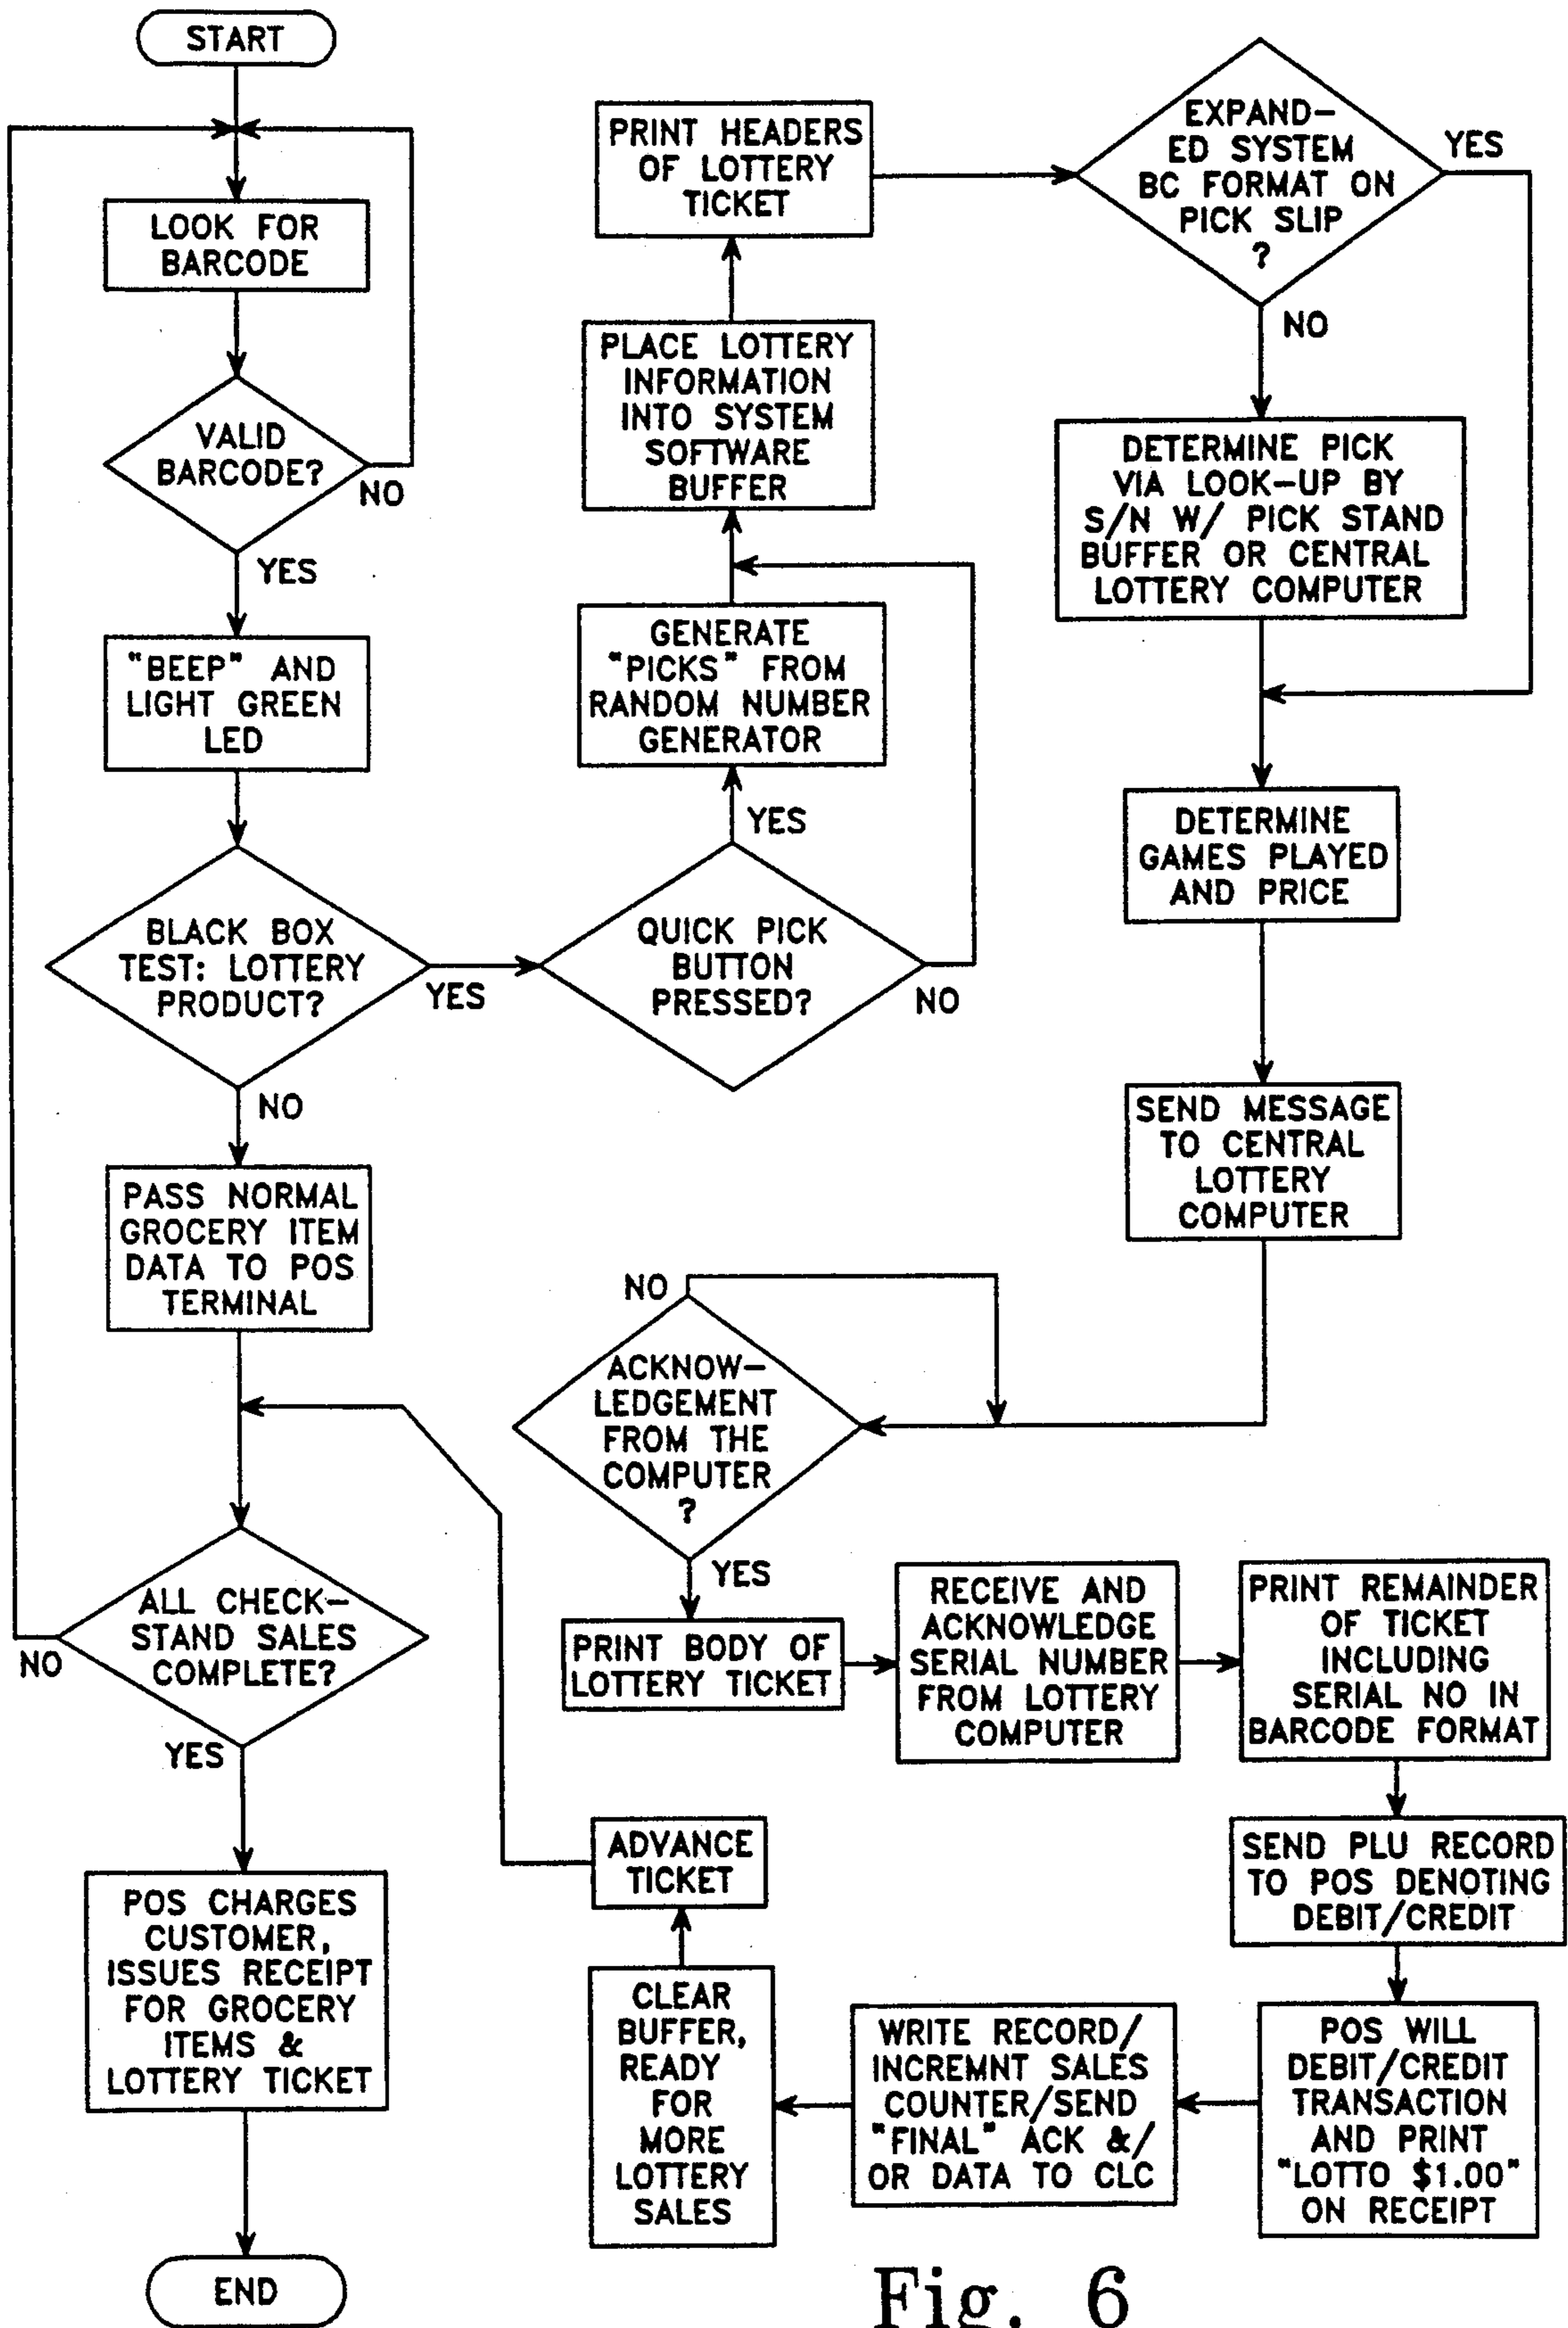 START
LOOK FOR
BARCODE
VALID
BARCODE?
NO
YES
"BEEP" AND
LIGHT GREEN
LED
BLACK BOX
TEST: LOTTERY
PRODUCT?
YES
NO
PASS NORMAL
GROCERY ITEM
DATA TO POS
TERMINAL
ALL CHECK-
STAND SALES
COMPLETE?
NO
YES
POS CHARGES
CUSTOMER,
ISSUES RECEIPT
FOR GROCERY
ITEMS &
LOTTERY TICKET
END
QUICK PICK
BUTTON
PRESSED?
NO
YES
GENERATE
"PICKS" FROM
RANDOM NUMBER
GENERATOR
PLACE LOTTERY
INFORMATION
INTO SYSTEM
SOFTWARE
BUFFER
PRINT HEADERS
OF LOTTERY
TICKET
EXPAND-
ED SYSTEM
BC FORMAT ON
PICK SLIP
?
YES
NO
DETERMINE PICK
VIA LOOK-UP BY
S/N W/ PICK STAND
BUFFER OR CENTRAL
LOTTERY COMPUTER
DETERMINE
GAMES PLAYED
AND PRICE
SEND MESSAGE
TO CENTRAL
LOTTERY
COMPUTER
NO
ACKNOW-
LEDGEMENT
FROM THE
COMPUTER
?
YES
PRINT BODY OF
LOTTERY TICKET
RECEIVE AND
ACKNOWLEDGE
SERIAL NUMBER
FROM LOTTERY
COMPUTER
PRINT REMAINDER
OF TICKET
INCLUDING
SERIAL NO IN
BARCODE FORMAT
SEND PLU RECORD
TO POS DENOTING
DEBIT/CREDIT
POS WILL
DEBIT/CREDIT
TRANSACTION
AND PRINT
"LOTTO $1.00"
ON RECEIPT
WRITE RECORD/
INCREMNT SALES
COUNTER/SEND
"FINAL" ACK &/
OR DATA TO CLC
CLEAR
BUFFER,
READY
FOR
MORE
LOTTERY
SALES
ADVANCE
TICKET
Fig. 6